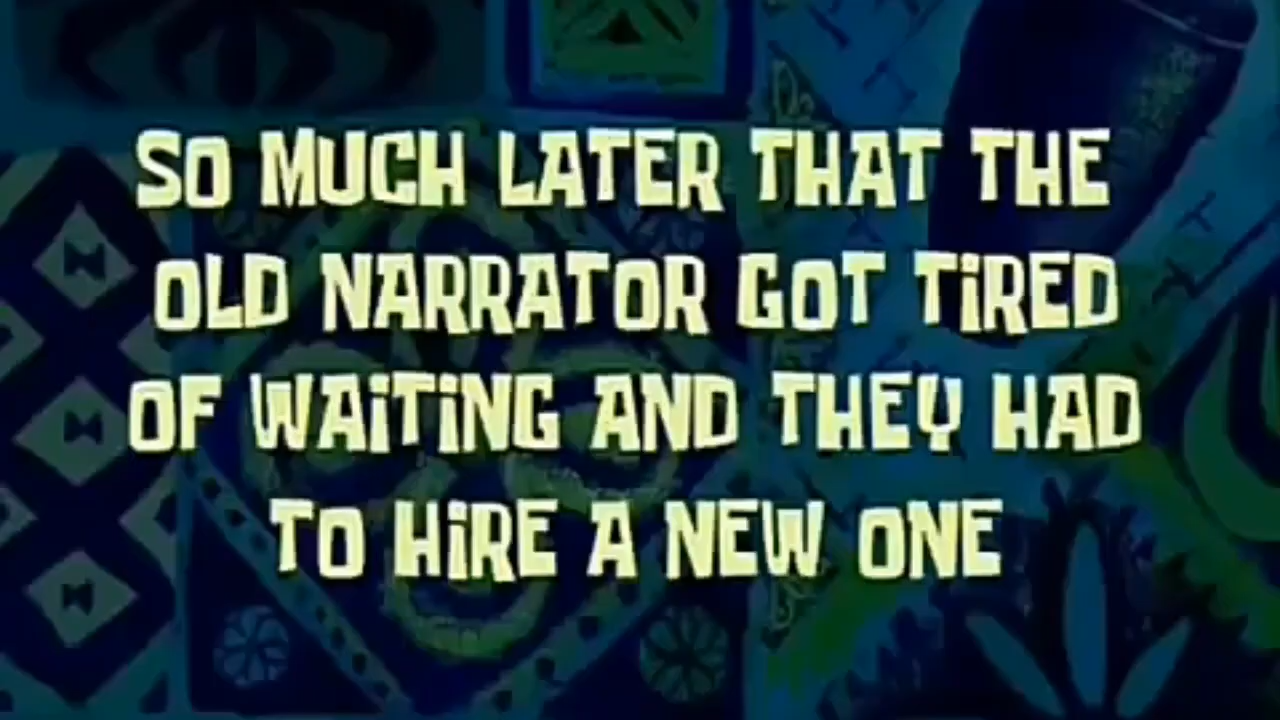 SO MUCH LATER THAT THE
OLD NARRATOR GOT TiRED
OF WAiTiNG AND THEY HAD
TO HiRE A NEW ONE